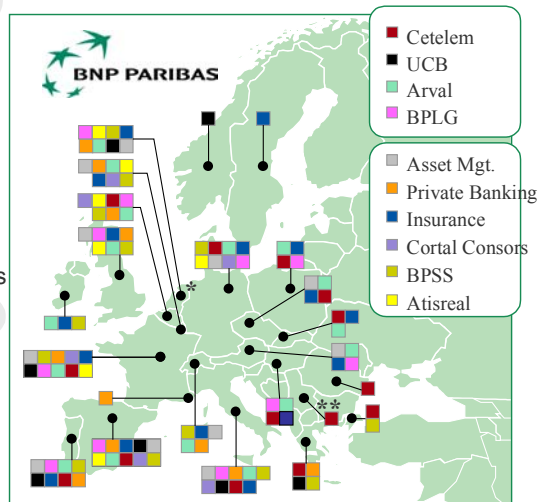 BNP PARIBAS
Cetelem
UCB
Arval
BPLG
Asset Mgt.
Private Banking
Insurance
Cortal Consors
BPSS
Atisreal
s
*
**